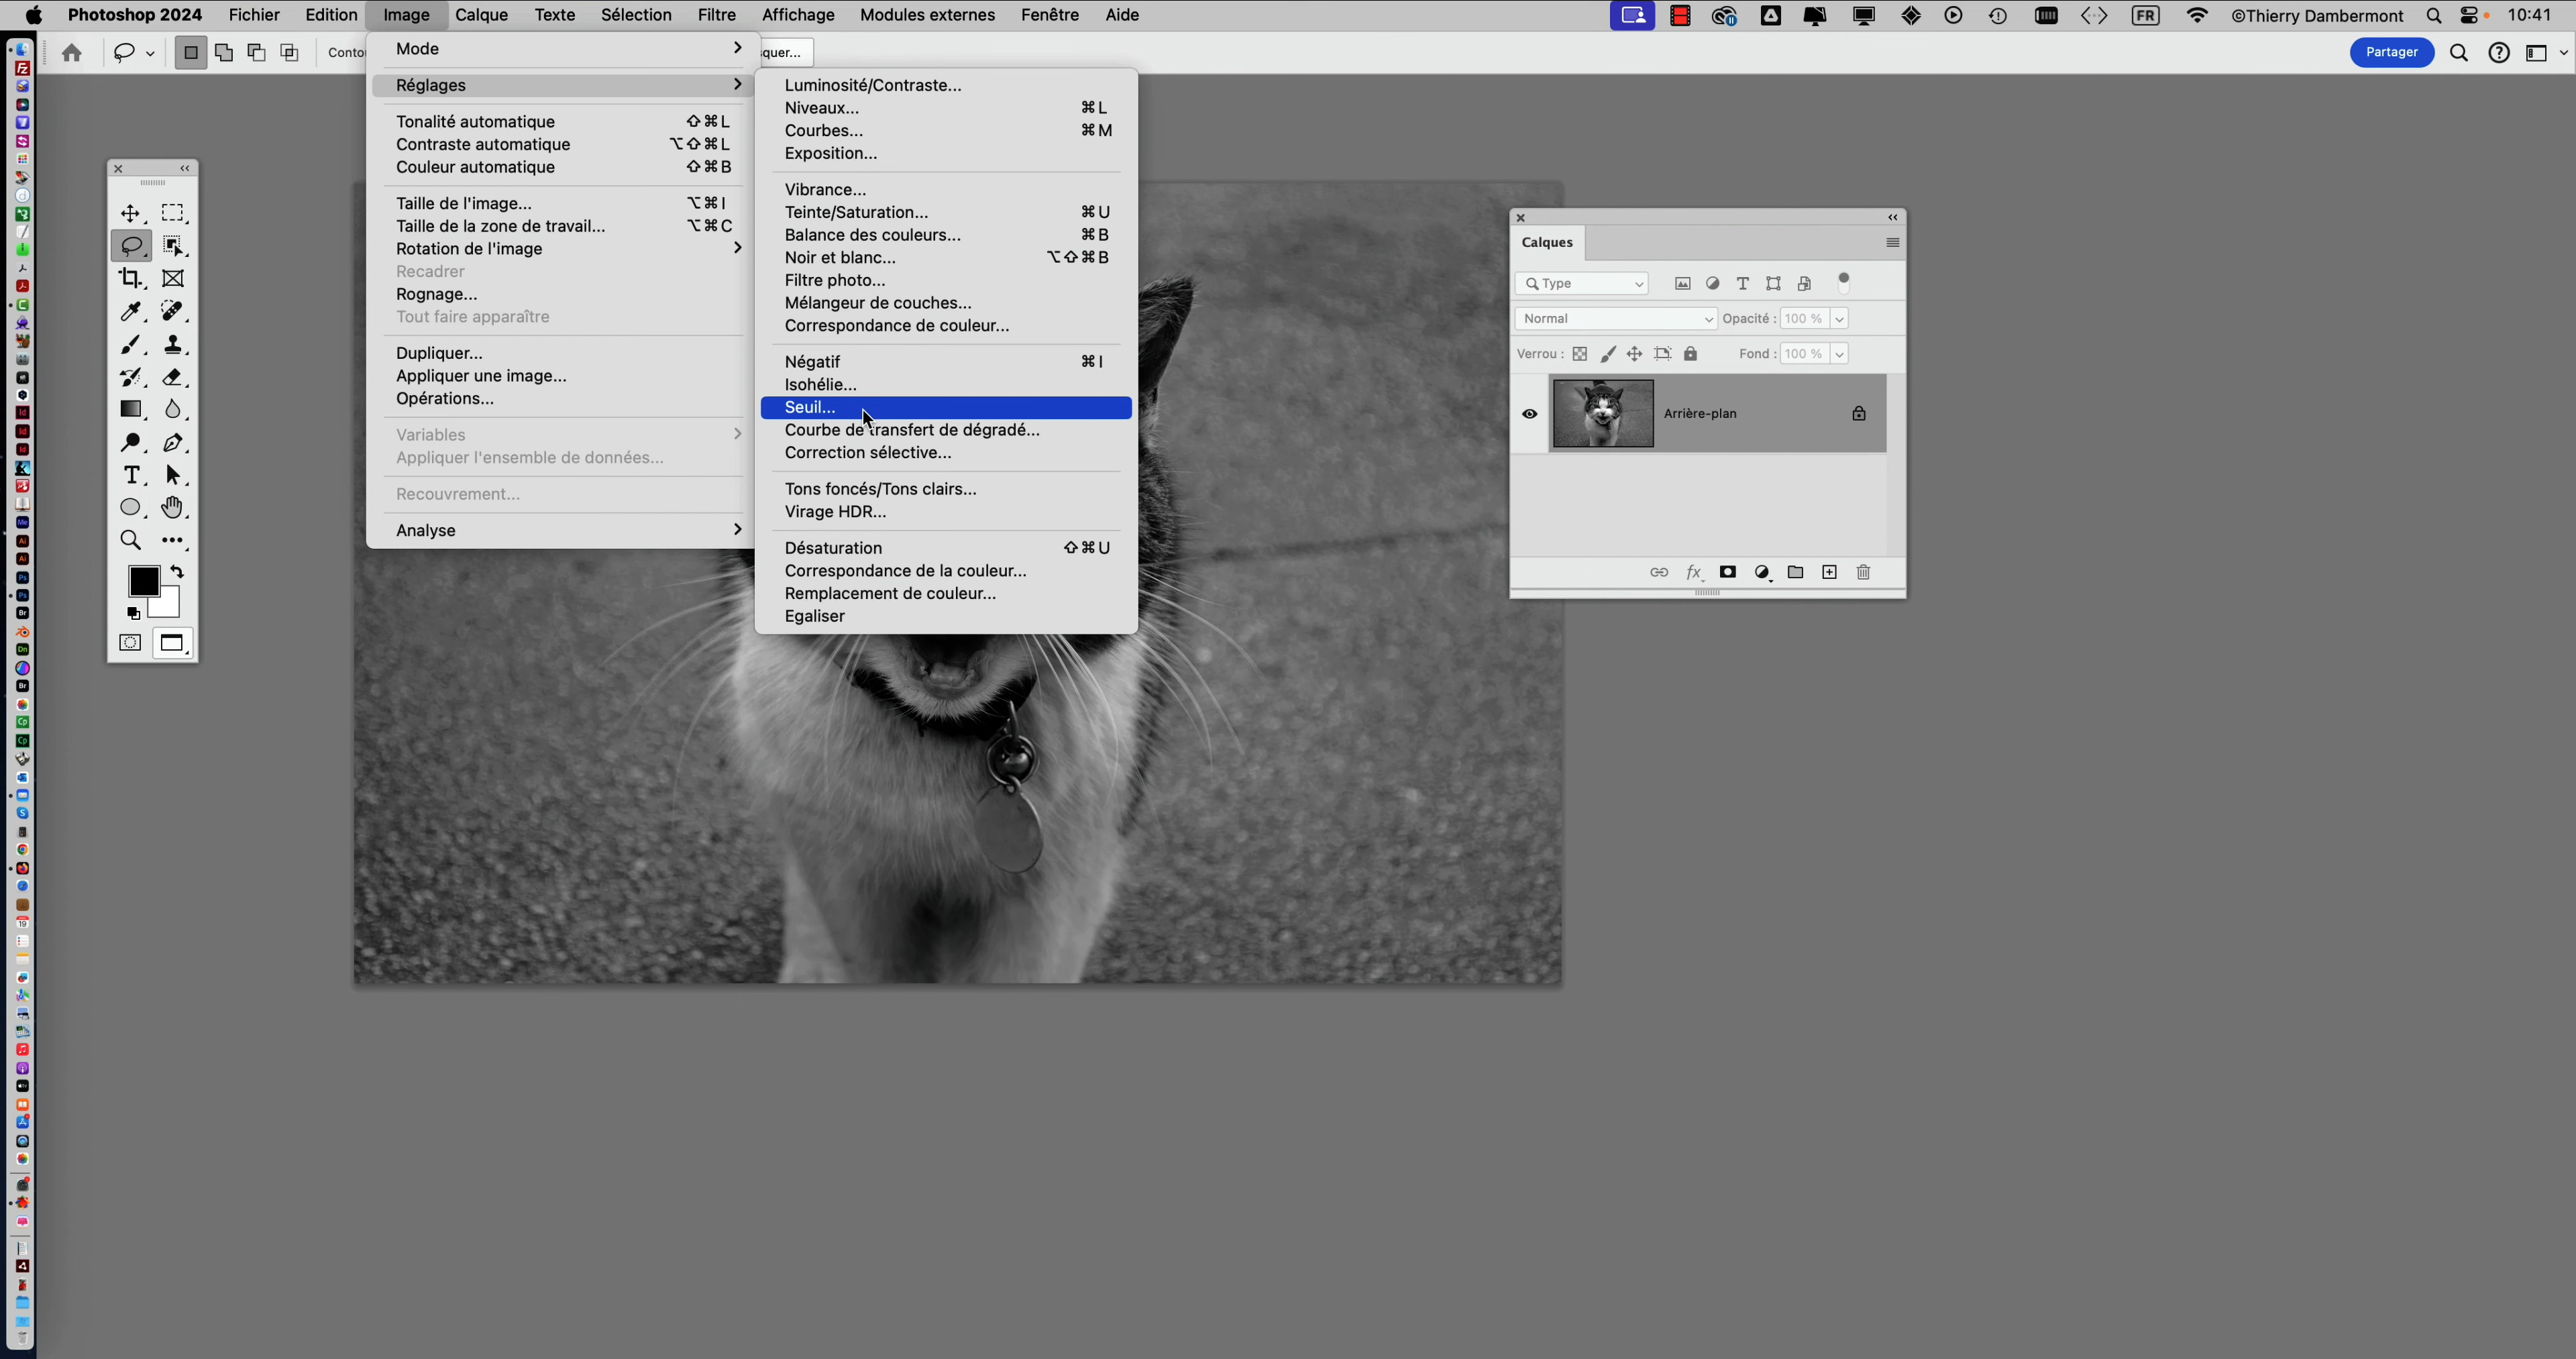 Photoshop 2024 Fichier Edition Image Calque Texte Sélection Filtre Affichage Modules externes Fenêtre Aide FR ©Thierry Dambermont 10:41
Partager
Mode
Réglages
Tonalité automatique ⇧⌘L
Contraste automatique ⌥⇧⌘L
Couleur automatique ⇧⌘B
Taille de l'image... ⌥⌘I
Taille de la zone de travail... ⌥⌘C
Rotation de l'image
Recadrer
Rognage...
Tout faire apparaître
Dupliquer...
Appliquer une image...
Opérations...
Variables
Appliquer l'ensemble de données...
Recouvrement...
Analyse
Luminosité/Contraste...
Niveaux... ⌘L
Courbes... ⌘M
Exposition...
Vibrance...
Teinte/Saturation... ⌘U
Balance des couleurs... ⌘B
Noir et blanc... ⌥⇧⌘B
Filtre photo...
Mélangeur de couches...
Correspondance de couleur...
Négatif ⌘I
Isohélie...
Seuil...
Courbe de transfert de dégradé...
Correction sélective...
Tons foncés/Tons clairs...
Virage HDR...
Désaturation ⇧⌘U
Correspondance de la couleur...
Remplacement de couleur...
Egaliser
Calques
Type
Normal Opacité : 100 %
Verrou : Fond : 100 %
Arrière-plan